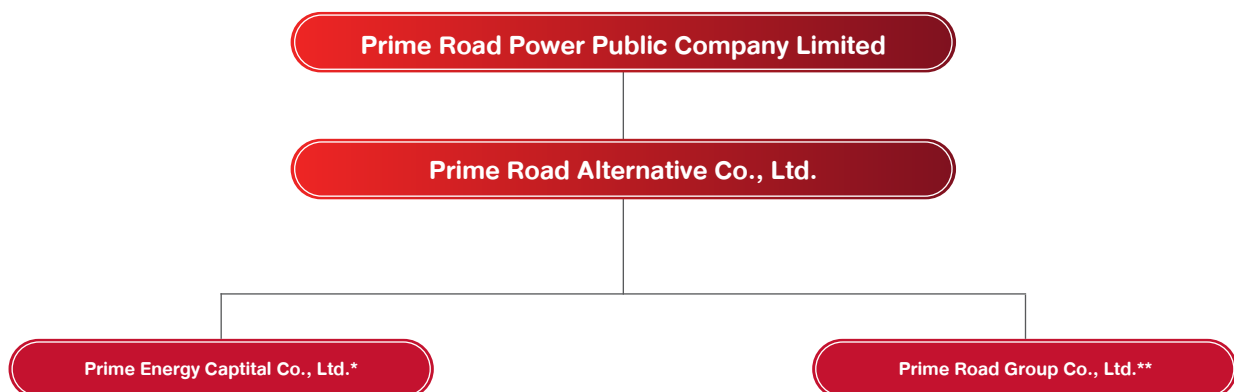 Prime Road Power Public Company Limited
Prime Road Alternative Co., Ltd.
Prime Energy Captital Co., Ltd.*
Prime Road Group Co., Ltd.**